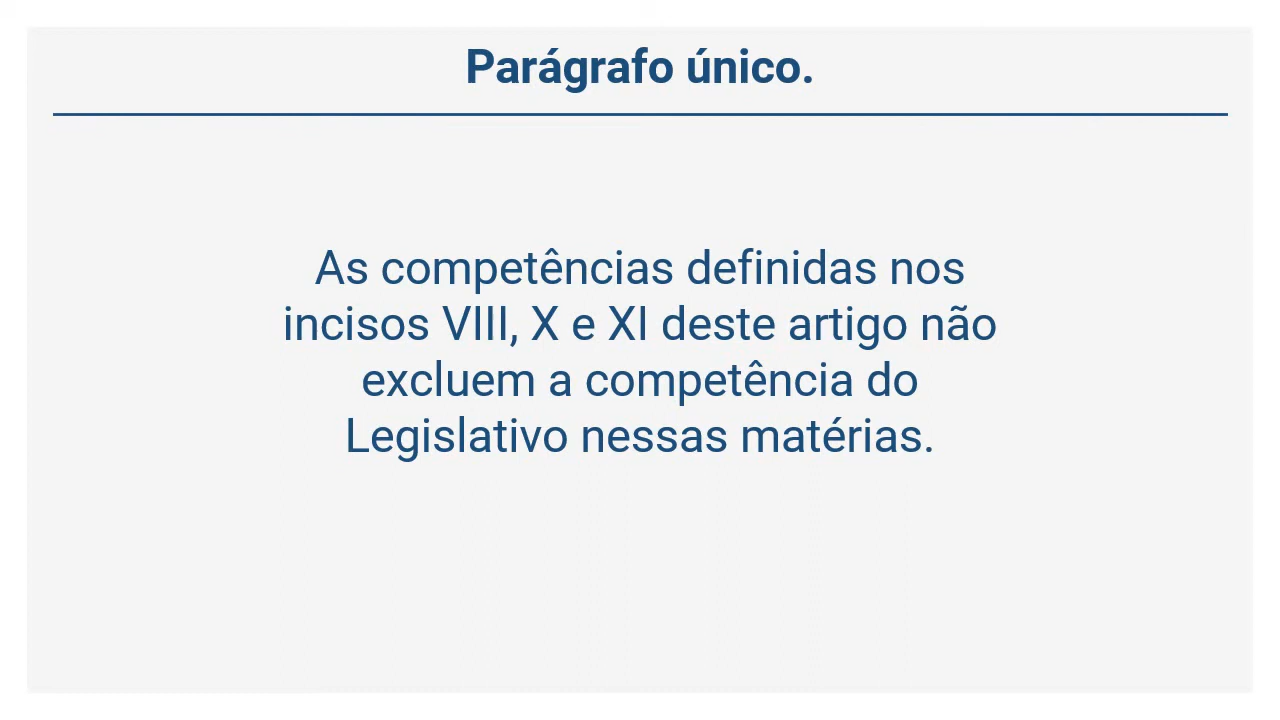 Parágrafo único.
As competências definidas nos
incisos VIII, X e XI deste artigo não
excluem a competência do
Legislativo nessas matérias.